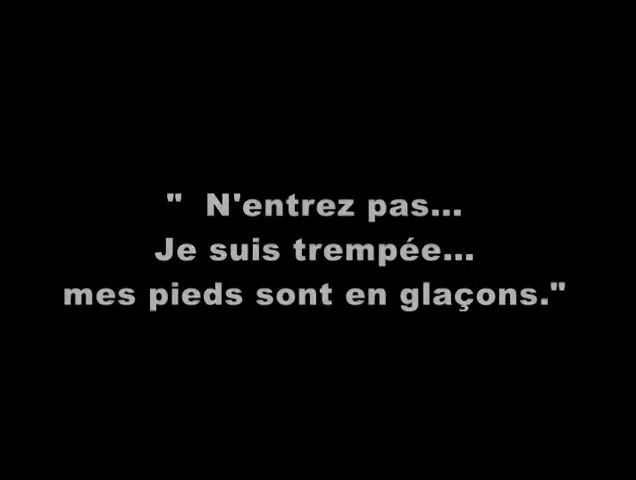 "  N'entrez pas...
Je suis trempée...
mes pieds sont en glaçons."